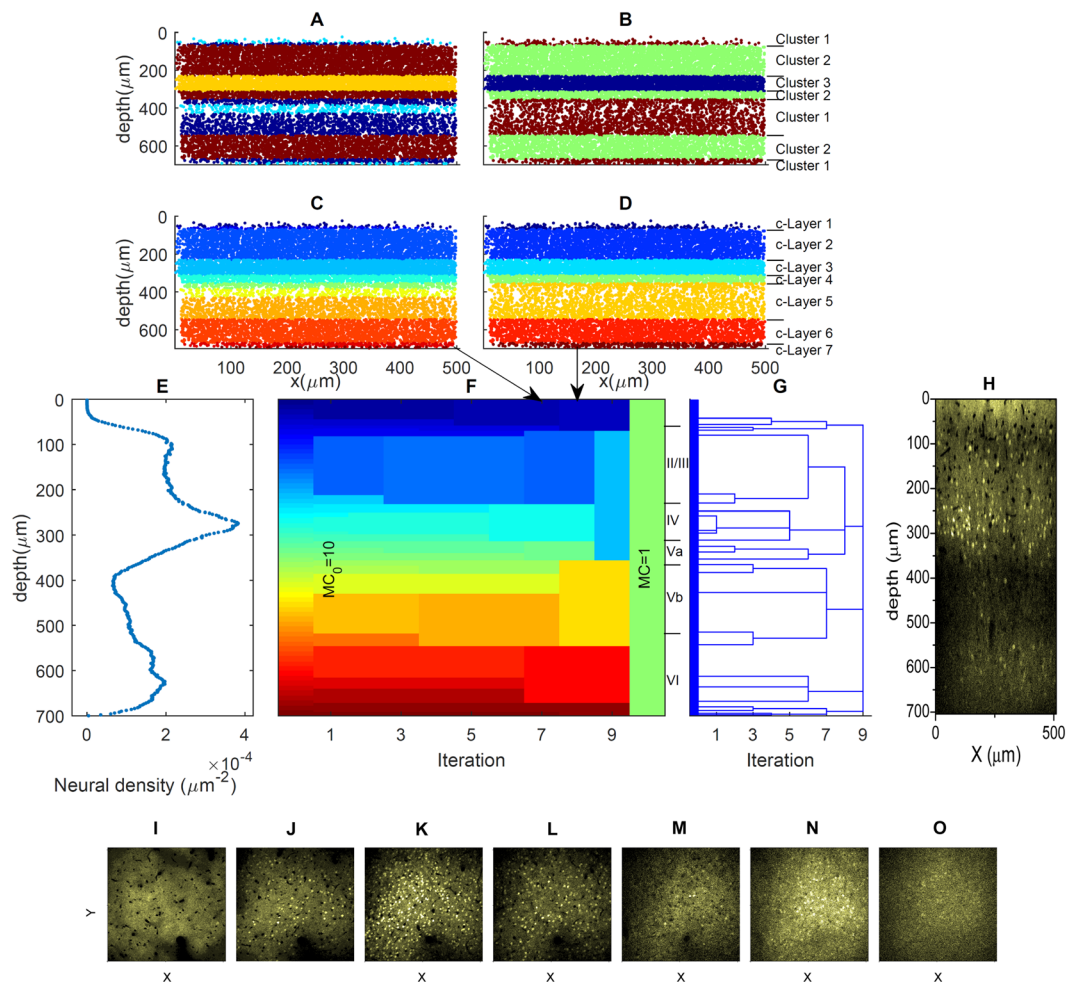 A
B
0
200
400
600
depth(μm)
Cluster 1
Cluster 2
Cluster 3
Cluster 2
Cluster 1
Cluster 2
Cluster 1
C
D
0
200
400
600
depth(μm)
c-Layer 1
c-Layer 2
c-Layer 3
c-Layer 4
c-Layer 5
c-Layer 6
c-Layer 7
100 200 300 400 500
x(μm)
100 200 300 400 500
x(μm)
E
F
G
H
0
100
200
300
400
500
600
700
depth(μm)
0 2 4
×10⁻⁴
Neural density (μm⁻²)
MC₀=10
MC=1
1 3 5 7 9
Iteration
II/III
IV
Va
Vb
VI
1 3 5 7 9
Iteration
0
100
200
300
400
500
600
700
depth (μm)
0 500
X (μm)
I
J
K
L
M
N
O
Y
X
X
X
X
X
X